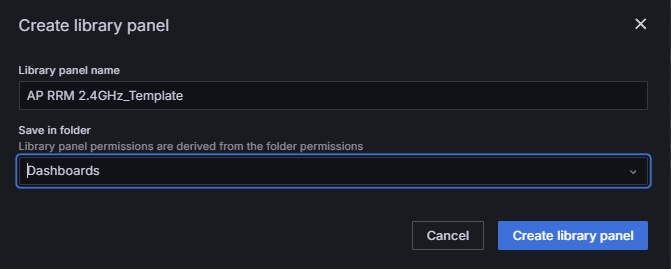 Create library panel
Library panel name
AP RRM 2.4GHz_Template
Save in folder
Library panel permissions are derived from the folder permissions
Dashboards
Cancel
Create library panel